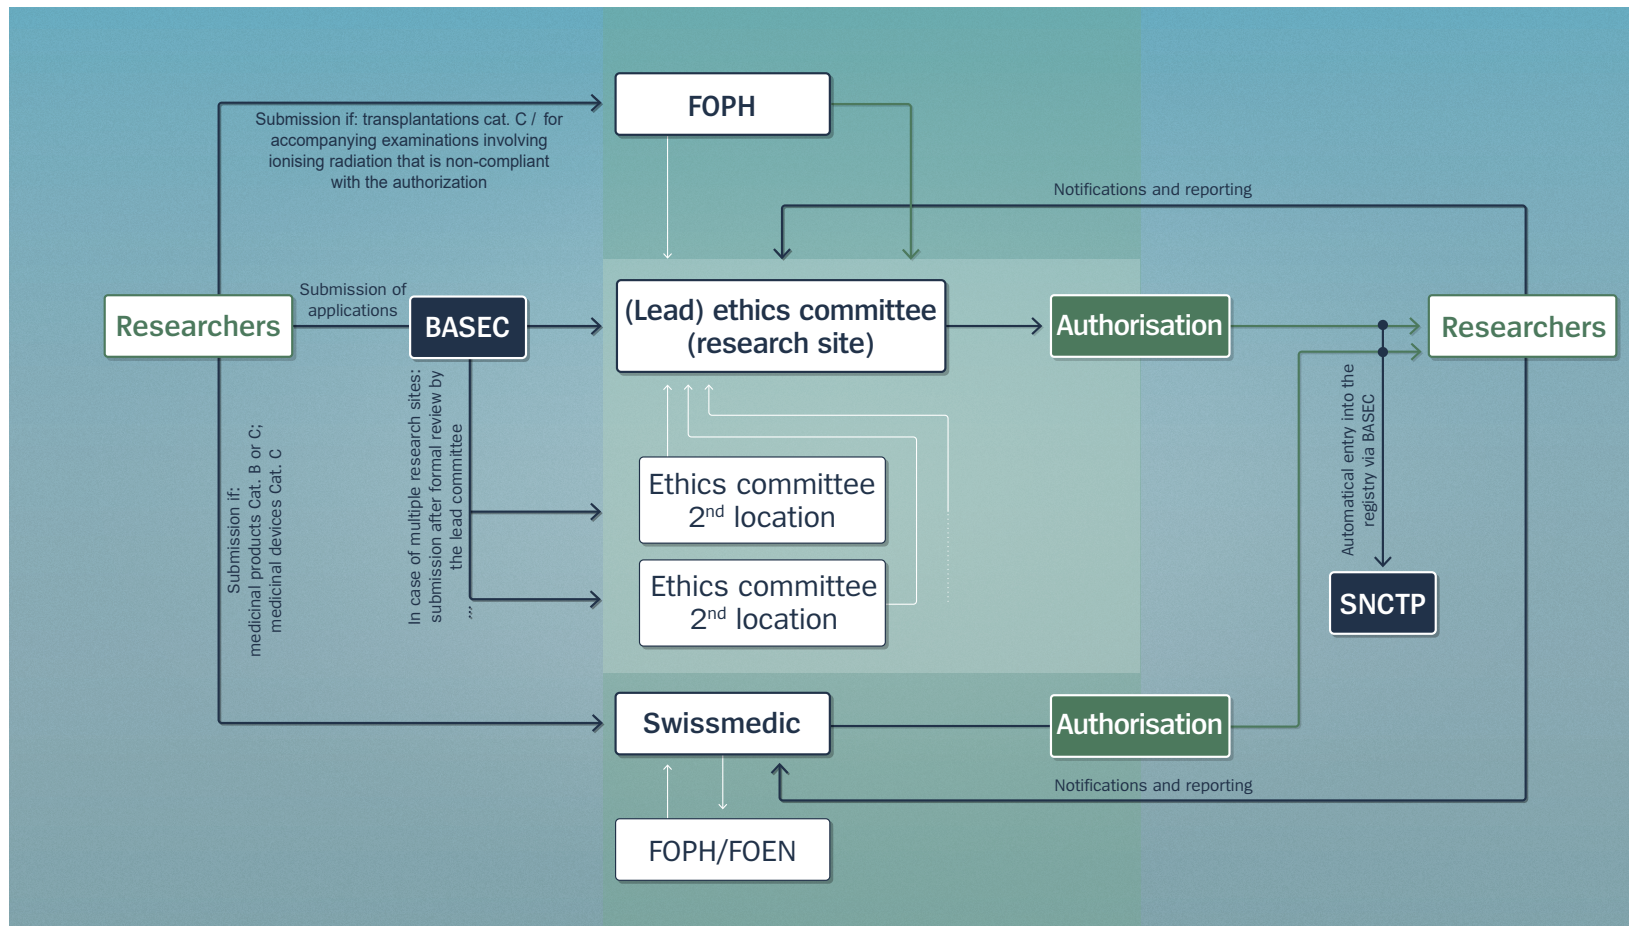 FOPH
Submission if: transplantations cat. C / for
accompanying examinations involving
ionising radiation that is non-compliant
with the authorization
Notifications and reporting
Researchers
Submission of
applications
BASEC
(Lead) ethics committee
(research site)
Authorisation
Researchers
Submission if:
medicinal products Cat. B or C;
medicinal devices Cat. C
In case of multiple research sites:
submission after formal review by
the lead committee
,,,
Ethics committee
2nd location
Ethics committee
2nd location
Automatical entry into the
registry via BASEC
SNCTP
Swissmedic
Authorisation
Notifications and reporting
FOPH/FOEN